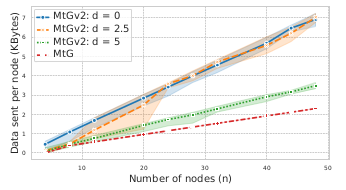 MtGv2: d = 0
MtGv2: d = 2.5
MtGv2: d = 5
MtG
Data sent per node (KBytes)
7
6
5
4
3
2
1
0
10
20
30
40
50
Number of nodes (n)